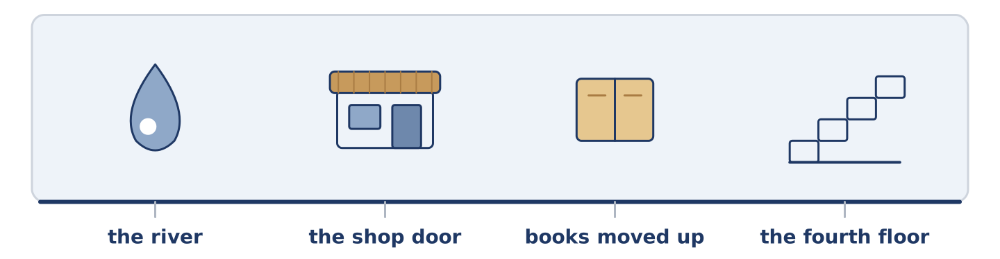 the river
the shop door
books moved up
the fourth floor